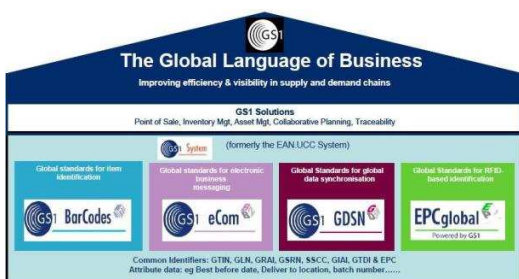 GS1
The Global Language of Business
Improving efficiency & visibility in supply and demand chains
GS1 Solutions
Point of Sale, Inventory Mgt, Asset Mgt, Collaborative Planning, Traceability
GS1 System (formerly the EAN.UCC System)
Global standards for item
identification
GS1 BarCodes
Global standards for electronic
business
messaging
GS1 eCom
Global Standards for global
data synchronisation
GS1 GDSN
Global Standards for RFID-
based identification
EPCglobal
Powered by GS1
Common Identifiers: GTIN, GLN, GRAI, GSRN, SSCC, GIAI, GTDI & EPC
Attribute data: eg Best before date, Deliver to location, batch number......